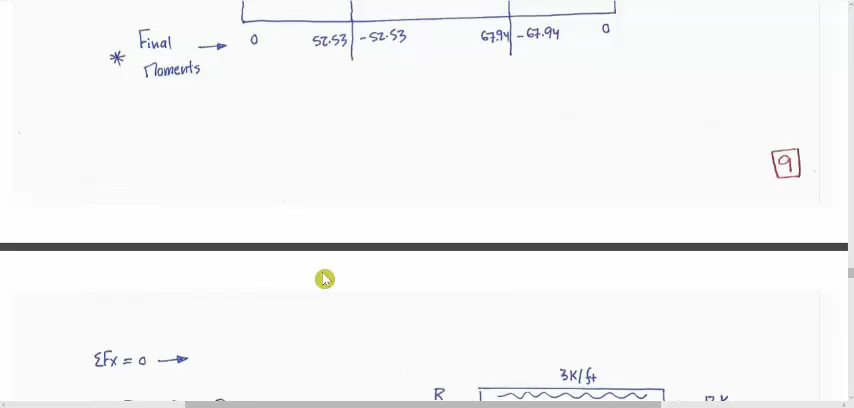 * Final Moments → 0 52.53 -52.53 67.94 -67.94 0
9
ΣFx = 0 →
3K/ft
R